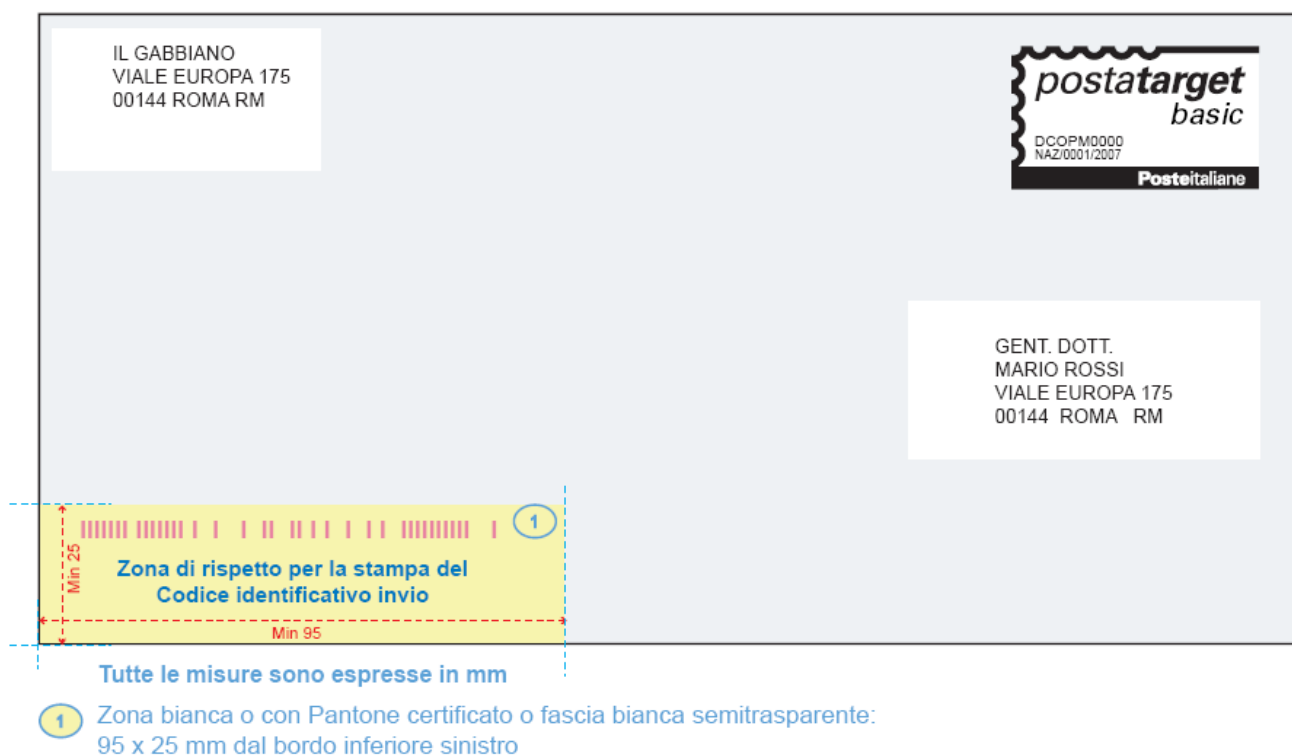 IL GABBIANO
VIALE EUROPA 175
00144 ROMA RM
postatarget
basic
DCOPM0000
NAZ/0001/2007
Posteitaliane
GENT. DOTT.
MARIO ROSSI
VIALE EUROPA 175
00144 ROMA RM
1
Min 25
Zona di rispetto per la stampa del
Codice identificativo invio
Min 95
Tutte le misure sono espresse in mm
1 Zona bianca o con Pantone certificato o fascia bianca semitrasparente:
95 x 25 mm dal bordo inferiore sinistro